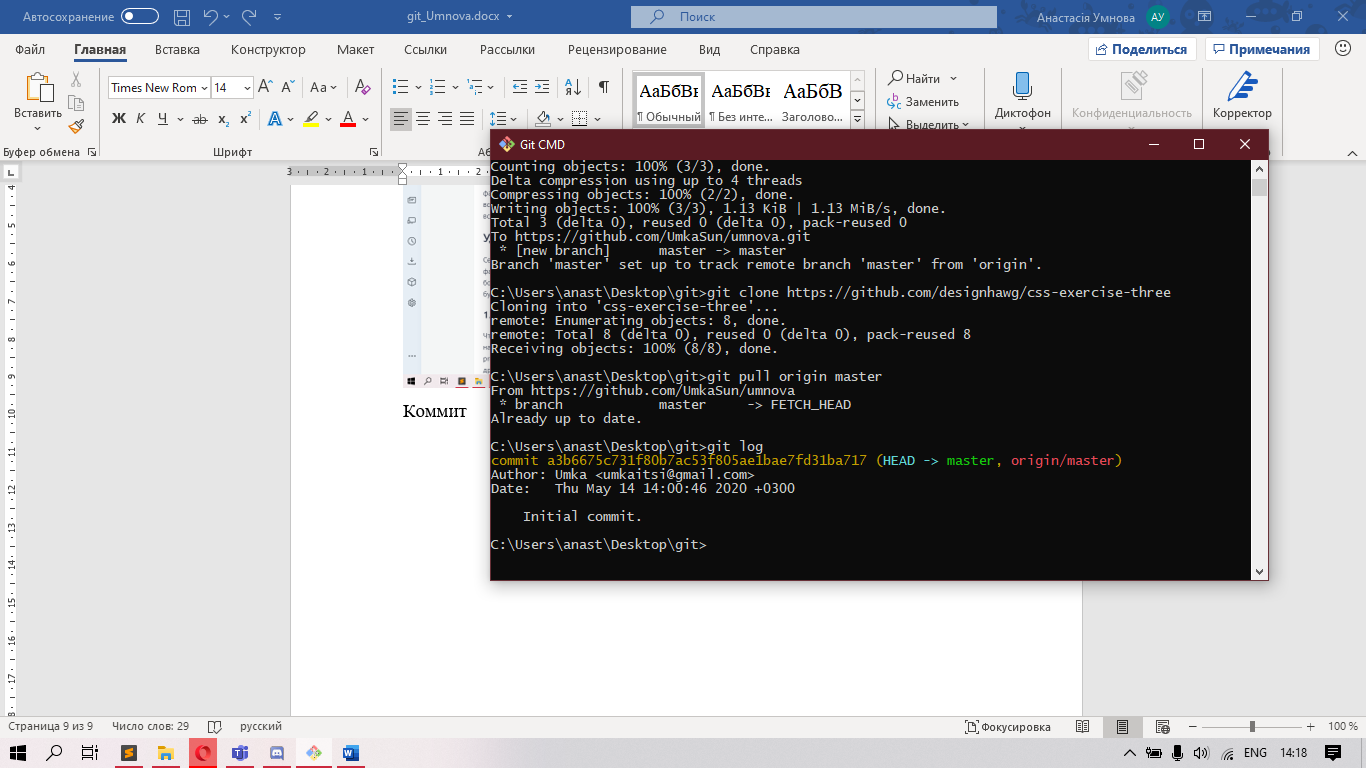 Автосохранение
git_Umnova.docx
Поиск
Анастасія Умнова
АУ
Файл Главная Вставка Конструктор Макет Ссылки Рассылки Рецензирование Вид Справка
Поделиться
Примечания
Вставить
Буфер обмена
Times New Rom 14
Ж К Ч
Шрифт
АаБбВв АаБбВв АаБбВ
¶ Обычный ¶ Без инте... Заголово...
Найти
Заменить
Выделить
Диктофон
Конфиденциальность
Корректор
Git CMD
Counting objects: 100% (3/3), done.
Delta compression using up to 4 threads
Compressing objects: 100% (2/2), done.
Writing objects: 100% (3/3), 1.13 KiB | 1.13 MiB/s, done.
Total 3 (delta 0), reused 0 (delta 0), pack-reused 0
To https://github.com/UmkaSun/umnova.git
* [new branch] master -> master
Branch 'master' set up to track remote branch 'master' from 'origin'.
C:\Users\anast\Desktop\git>git clone https://github.com/designhawg/css-exercise-three
Cloning into 'css-exercise-three'...
remote: Enumerating objects: 8, done.
remote: Total 8 (delta 0), reused 0 (delta 0), pack-reused 8
Receiving objects: 100% (8/8), done.
C:\Users\anast\Desktop\git>git pull origin master
From https://github.com/UmkaSun/umnova
* branch master -> FETCH_HEAD
Already up to date.
C:\Users\anast\Desktop\git>git log
commit a3b6675c731f80b7ac53f805ae1bae7fd31ba717 (HEAD -> master, origin/master)
Author: Umka <umkaitsi@gmail.com>
Date: Thu May 14 14:00:46 2020 +0300
Initial commit.
C:\Users\anast\Desktop\git>
Коммит
Страница 9 из 9 Число слов: 29 русский
Фокусировка
100 %
ENG 14:18